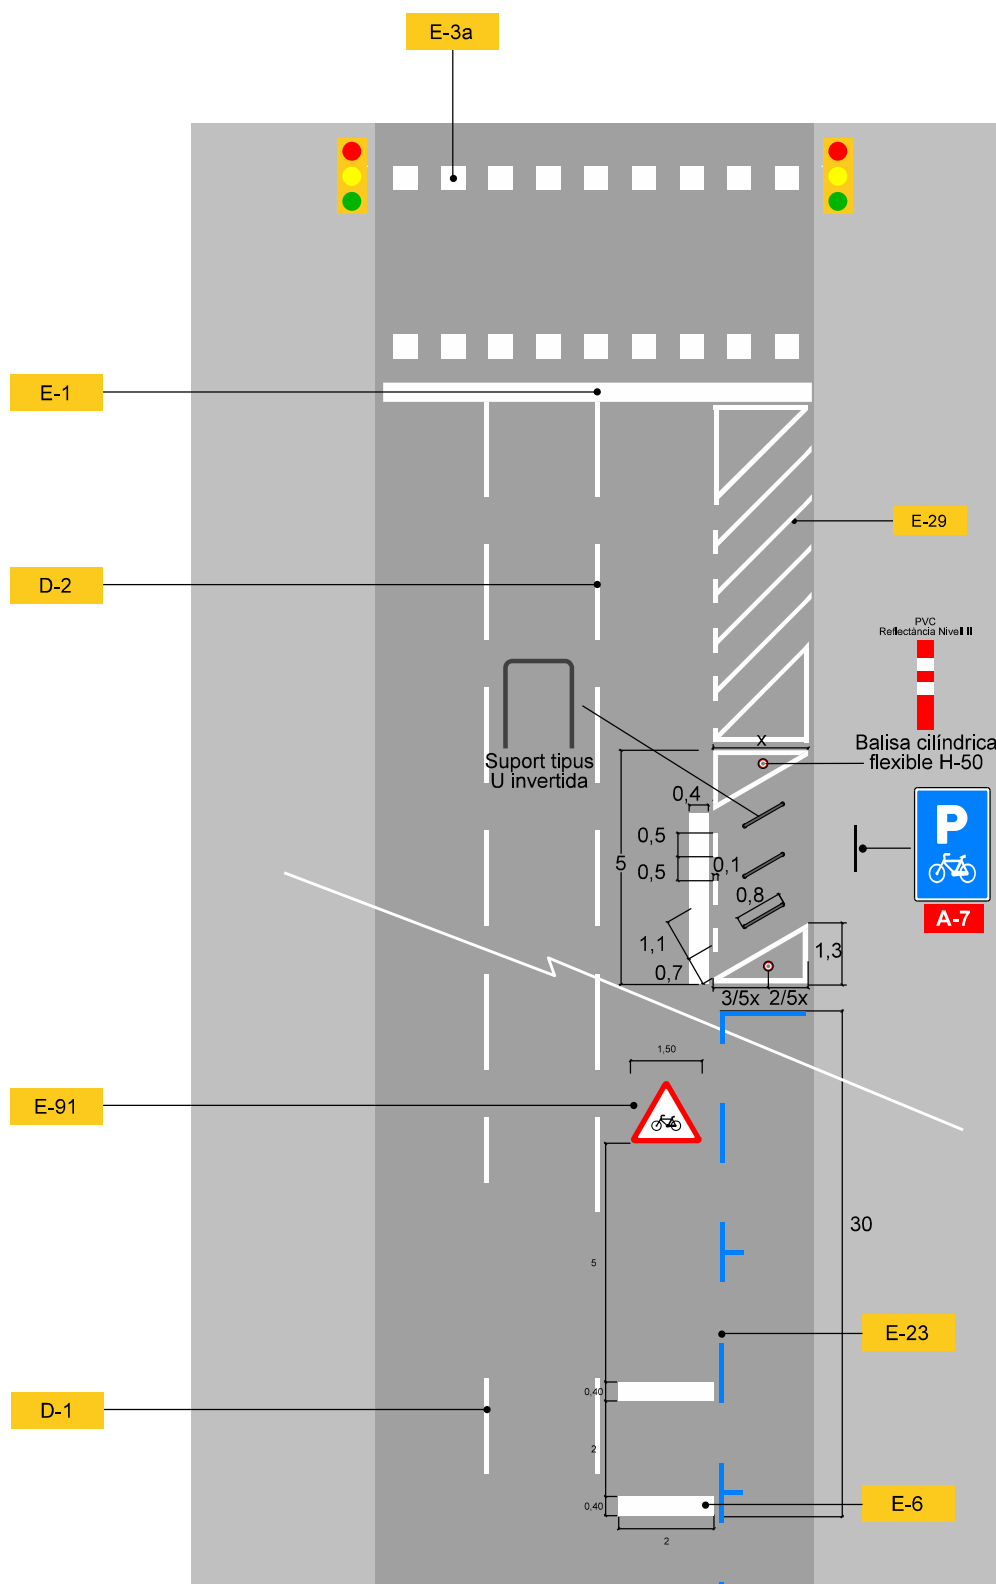 E-3a
E-1
E-29
D-2
PVC
Reflectància Nivell II
Balisa cilíndrica
flexible H-50
Suport tipus
U invertida
x
0,4
0,5
5
0,5
0,1
0,8
P
A-7
1,1
0,7
1,3
3/5x
2/5x
1,50
E-91
30
5
E-23
0,40
D-1
2
0,40
E-6
2